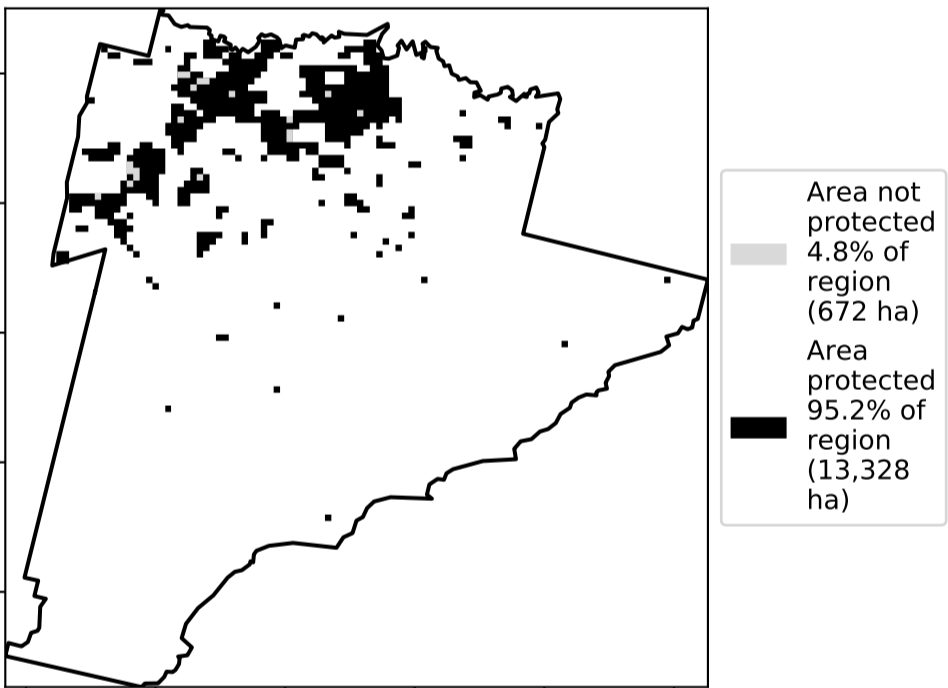 Area not
protected
4.8% of
region
(672 ha)
Area
protected
95.2% of
region
(13,328
ha)